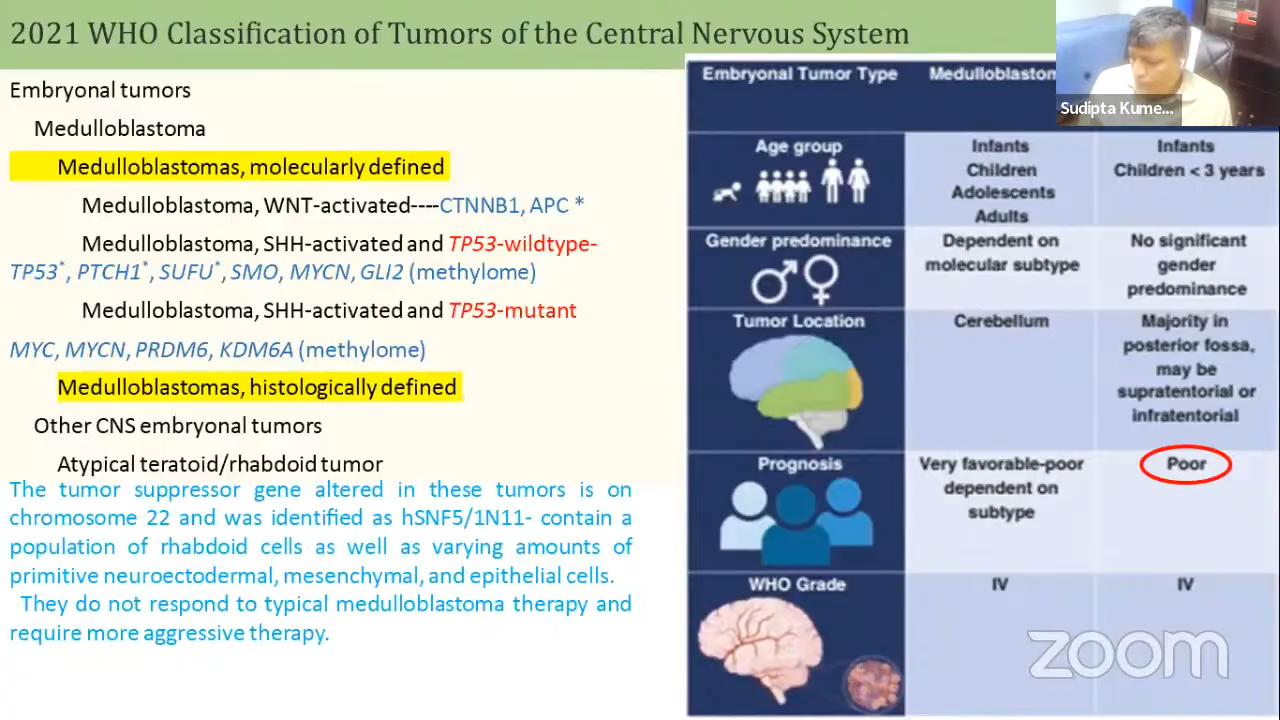 2021 WHO Classification of Tumors of the Central Nervous System
Embryonal tumors
Medulloblastoma
Medulloblastomas, molecularly defined
Medulloblastoma, WNT-activated----CTNNB1, APC *
Medulloblastoma, SHH-activated and TP53-wildtype-
TP53*, PTCH1*, SUFU*, SMO, MYCN, GLI2 (methylome)
Medulloblastoma, SHH-activated and TP53-mutant
MYC, MYCN, PRDM6, KDM6A (methylome)
Medulloblastomas, histologically defined
Other CNS embryonal tumors
Atypical teratoid/rhabdoid tumor
The tumor suppressor gene altered in these tumors is on
chromosome 22 and was identified as hSNF5/1N11- contain a
population of rhabdoid cells as well as varying amounts of
primitive neuroectodermal, mesenchymal, and epithelial cells.
They do not respond to typical medulloblastoma therapy and
require more aggressive therapy.
Embryonal Tumor Type
Medulloblastom
Age group
Infants
Children
Adolescents
Adults
Infants
Children < 3 years
Gender predominance
Dependent on
molecular subtype
No significant
gender
predominance
Tumor Location
Cerebellum
Majority in
posterior fossa,
may be
supratentorial or
infratentorial
Prognosis
Very favorable-poor
dependent on
subtype
Poor
WHO Grade
IV
IV
Sudipta Kume...
zoom